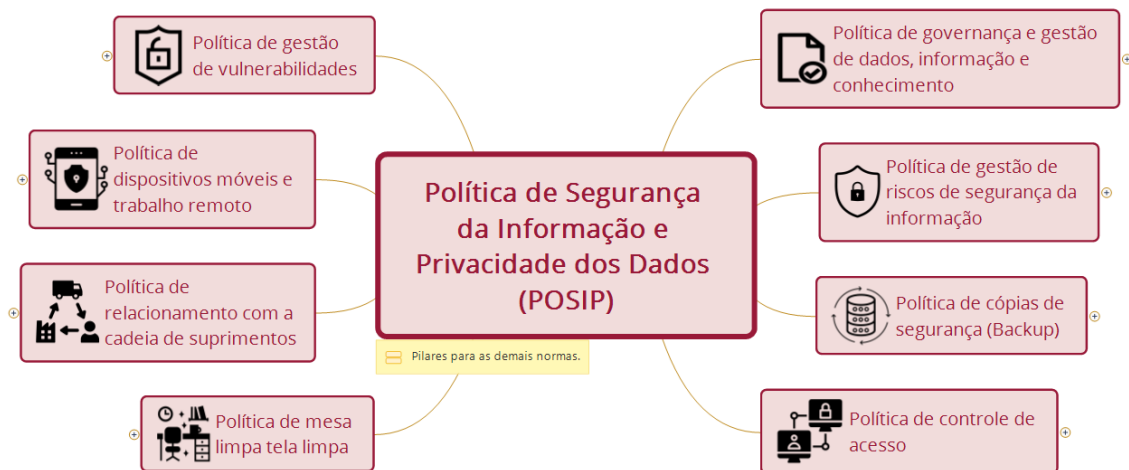 Política de gestão
de vulnerabilidades
Política de
dispositivos móveis e
trabalho remoto
Política de
relacionamento com a
cadeia de suprimentos
Política de mesa
limpa tela limpa
Política de Segurança
da Informação e
Privacidade dos Dados
(POSIP)
Pilares para as demais normas.
Política de governança e gestão
de dados, informação e
conhecimento
Política de gestão de
riscos de segurança da
informação
Política de cópias de
segurança (Backup)
Política de controle de
acesso